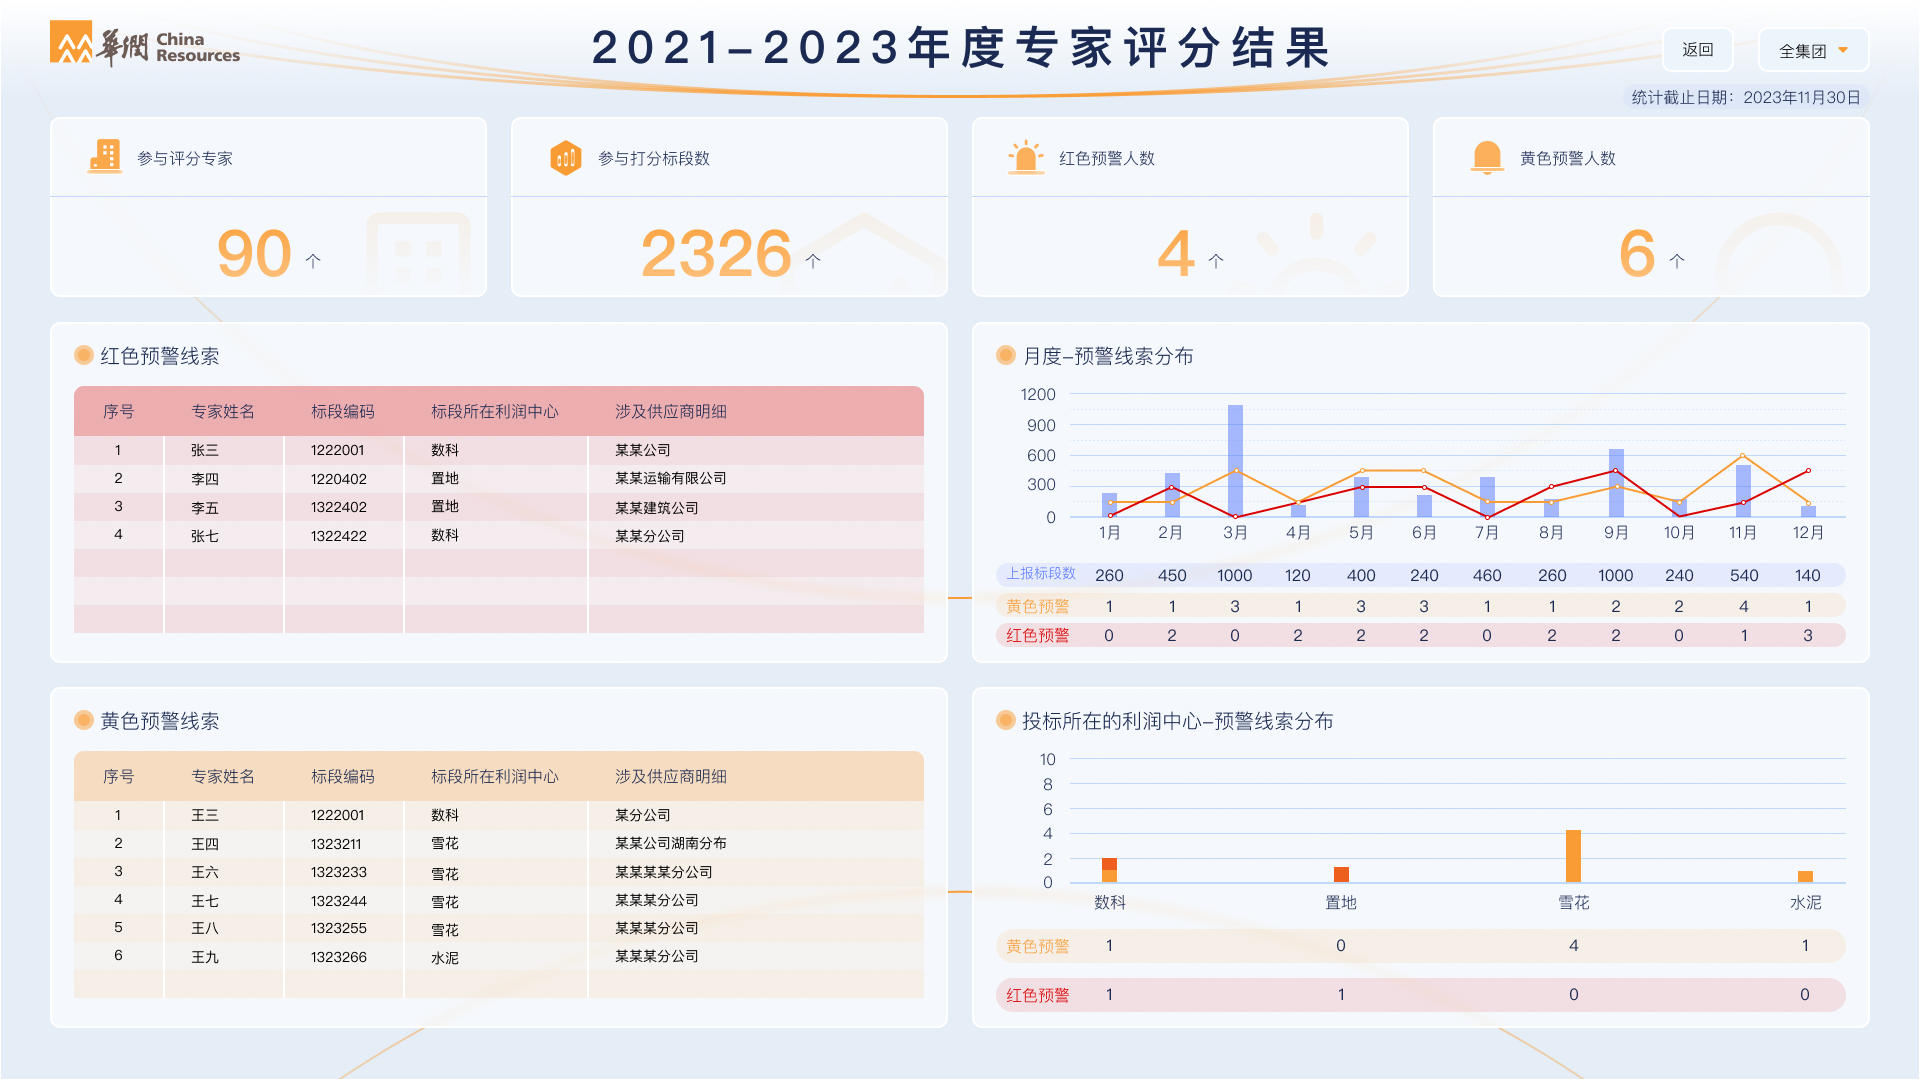 華潤 China Resources
2021-2023年度专家评分结果
返回
全集团
统计截止日期：2023年11月30日
参与评分专家
90 个
参与打分标段数
2326 个
红色预警人数
4 个
黄色预警人数
6 个
红色预警线索
序号 专家姓名 标段编码 标段所在利润中心 涉及供应商明细
1 张三 1222001 数科 某某公司
2 李四 1220402 置地 某某运输有限公司
3 李五 1322402 置地 某某建筑公司
4 张七 1322422 数科 某某分公司
月度-预警线索分布
1200
900
600
300
0
1月 2月 3月 4月 5月 6月 7月 8月 9月 10月 11月 12月
上报标段数 260 450 1000 120 400 240 460 260 1000 240 540 140
黄色预警 1 1 3 1 3 3 1 1 2 2 4 1
红色预警 0 2 0 2 2 2 0 2 2 0 1 3
黄色预警线索
序号 专家姓名 标段编码 标段所在利润中心 涉及供应商明细
1 王三 1222001 数科 某分公司
2 王四 1323211 雪花 某某公司湖南分布
3 王六 1323233 雪花 某某某某分公司
4 王七 1323244 雪花 某某某分公司
5 王八 1323255 雪花 某某某分公司
6 王九 1323266 水泥 某某某分公司
投标所在的利润中心-预警线索分布
10
8
6
4
2
0
数科 置地 雪花 水泥
黄色预警 1 0 4 1
红色预警 1 1 0 0